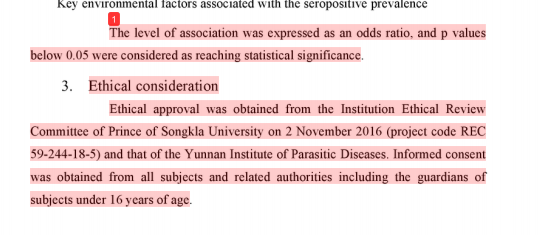 Key environmental factors associated with the seropositive prevalence
1
The level of association was expressed as an odds ratio, and p values
below 0.05 were considered as reaching statistical significance.
3. Ethical consideration
Ethical approval was obtained from the Institution Ethical Review
Committee of Prince of Songkla University on 2 November 2016 (project code REC
59-244-18-5) and that of the Yunnan Institute of Parasitic Diseases. Informed consent
was obtained from all subjects and related authorities including the guardians of
subjects under 16 years of age.